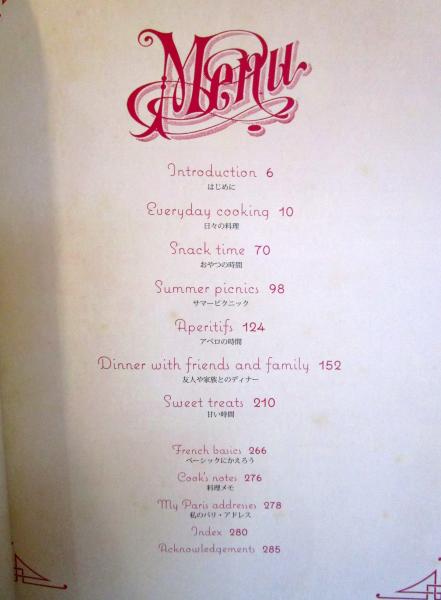 Menu
Introduction 6
はじめに
Everyday cooking 10
日々の料理
Snack time 70
おやつの時間
Summer picnics 98
サマーピクニック
Aperitifs 124
アペロの時間
Dinner with friends and family 152
友人や家族とのディナー
Sweet treats 210
甘い時間
French basics 266
ベーシックにかえろう
Cook's notes 276
料理メモ
My Paris addresses 278
私のパリ・アドレス
Index 280
Acknowledgements 285